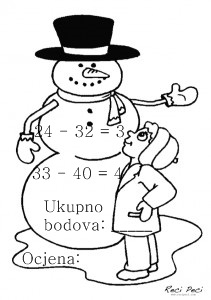 24 - 32 = 3
33 - 40 = 4
Ukupno
bodova:
Ocjena:
Reci Peci